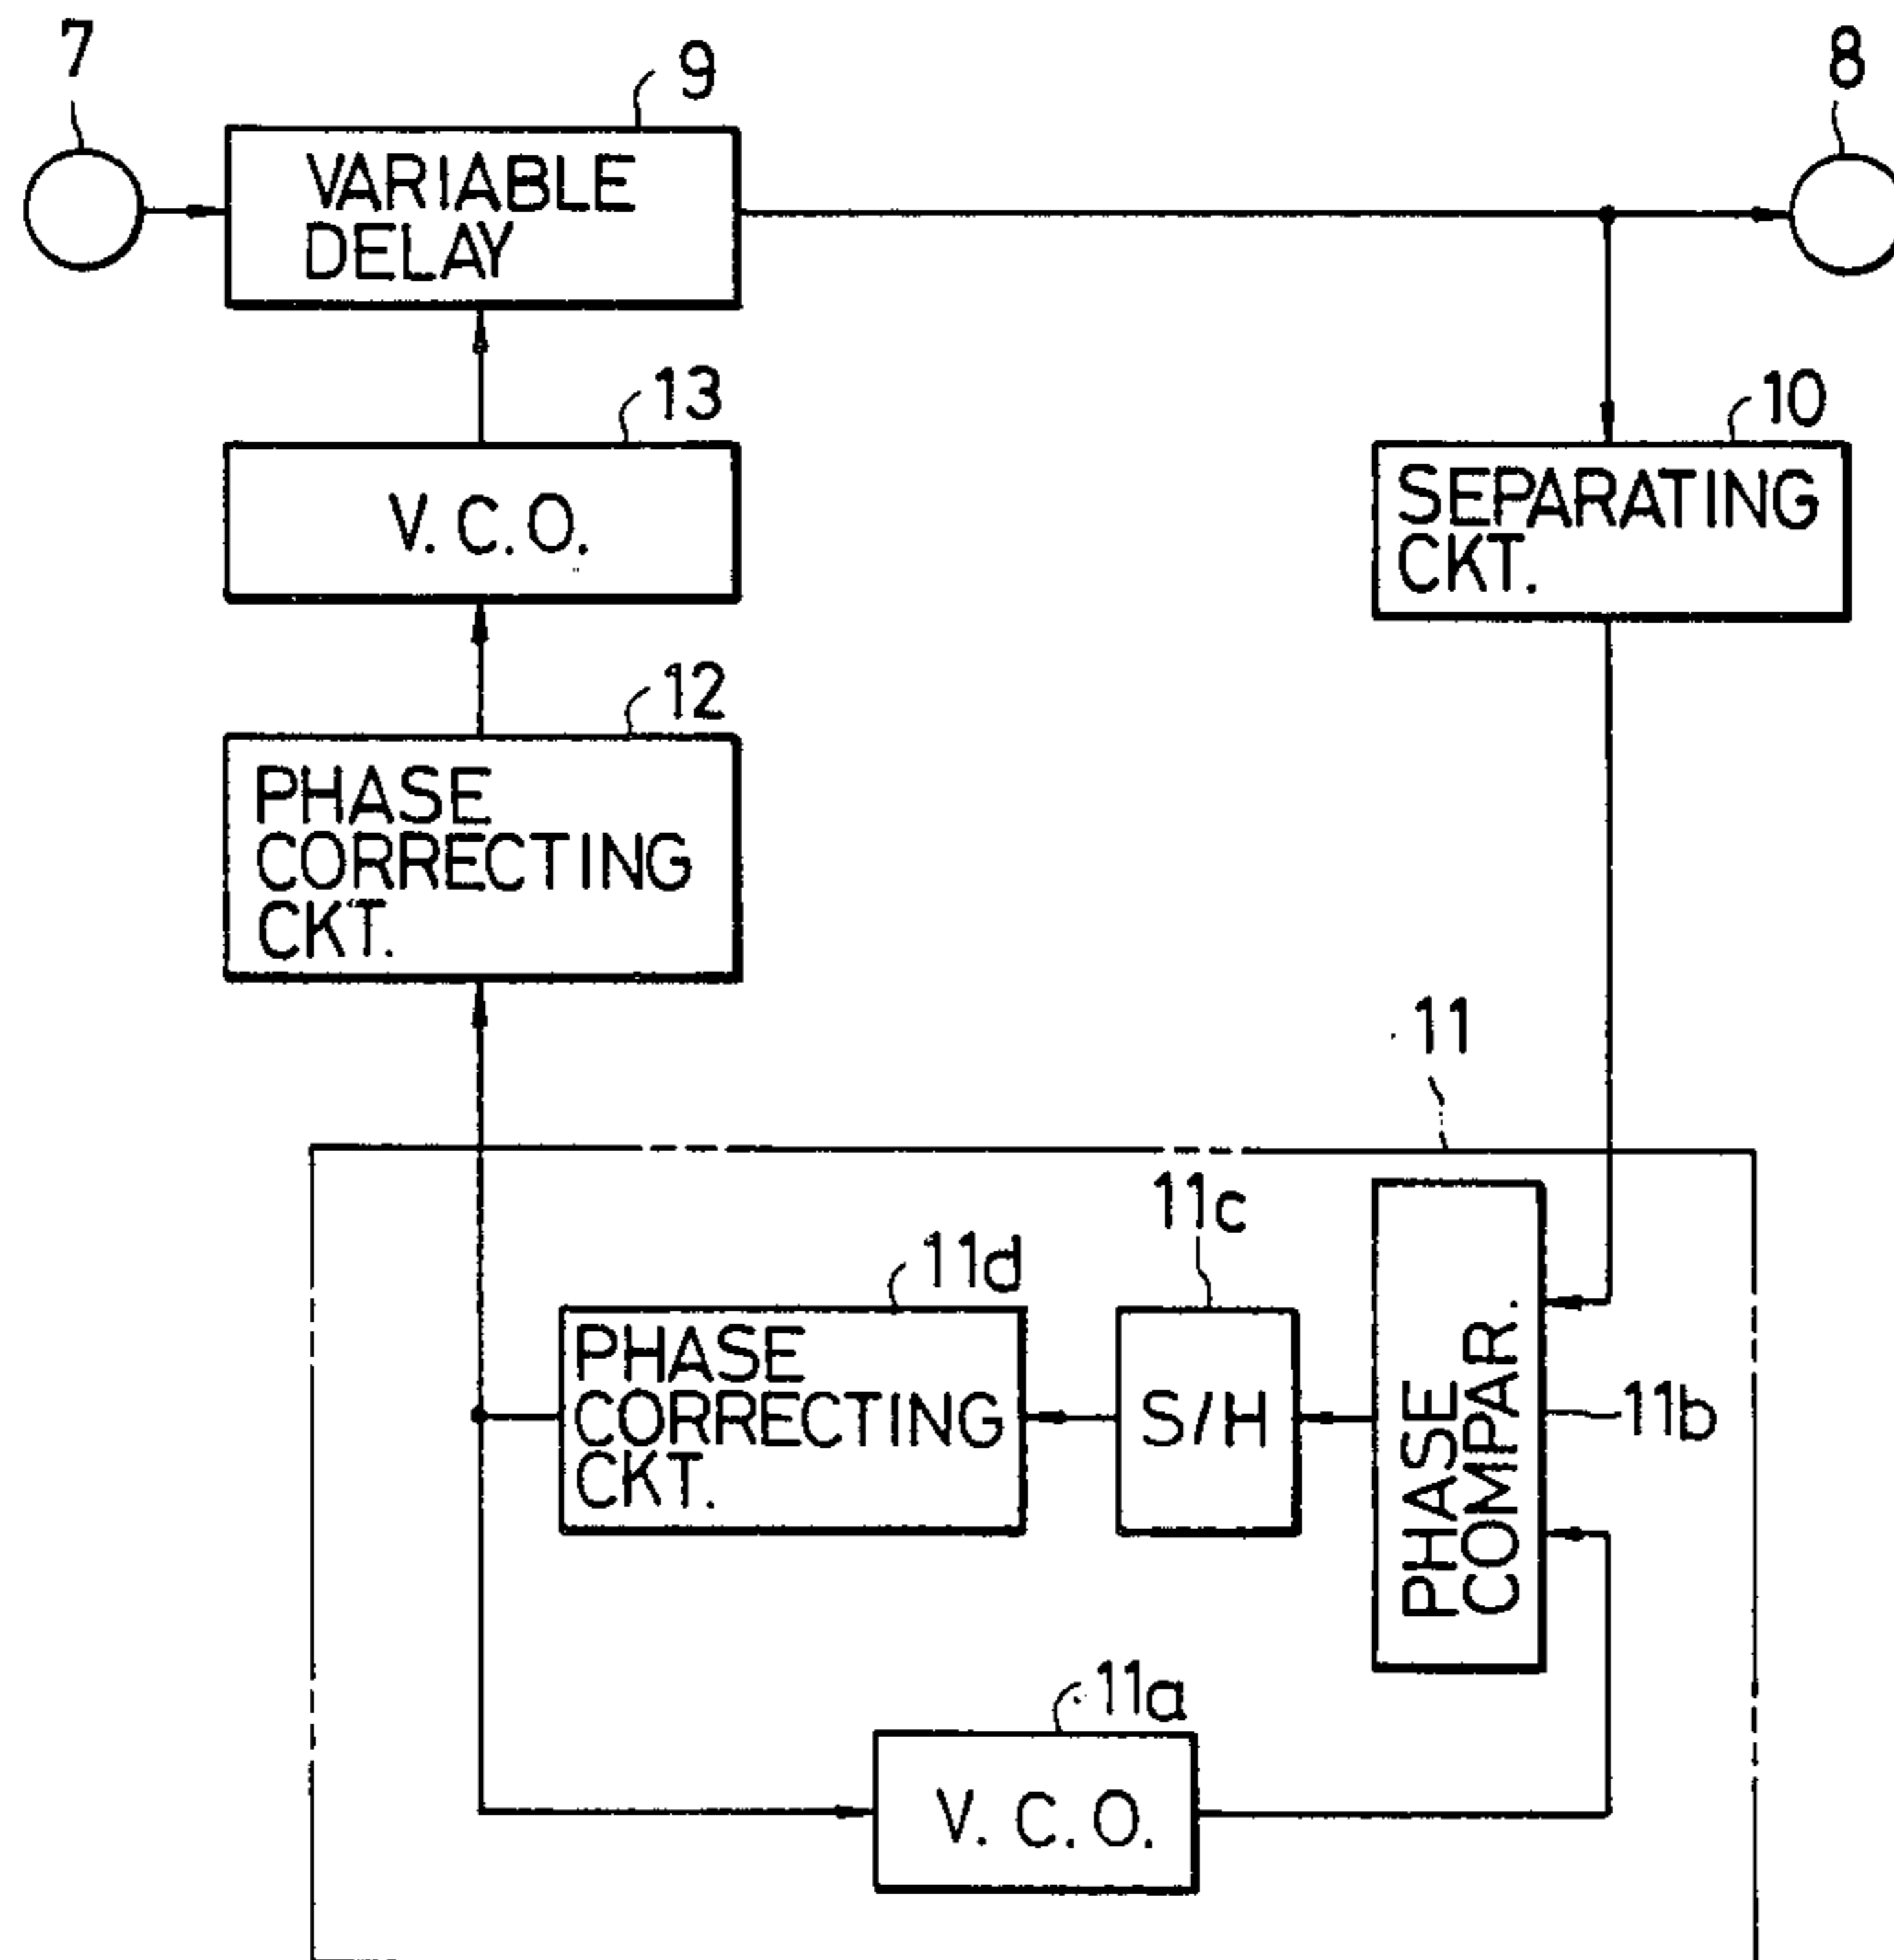 7
8
9
VARIABLE
DELAY
13
V.C.O.
10
SEPARATING
CKT.
12
PHASE
CORRECTING
CKT.
11
11c
11d
PHASE
CORRECTING
CKT.
S/H
PHASE
COMPAR.
11b
11a
V.C.O.